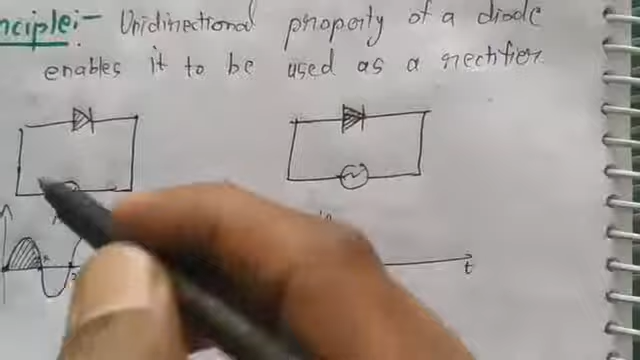 nciple:- Unidirectional property of a diode
enables it to be used as a rectifier.
t